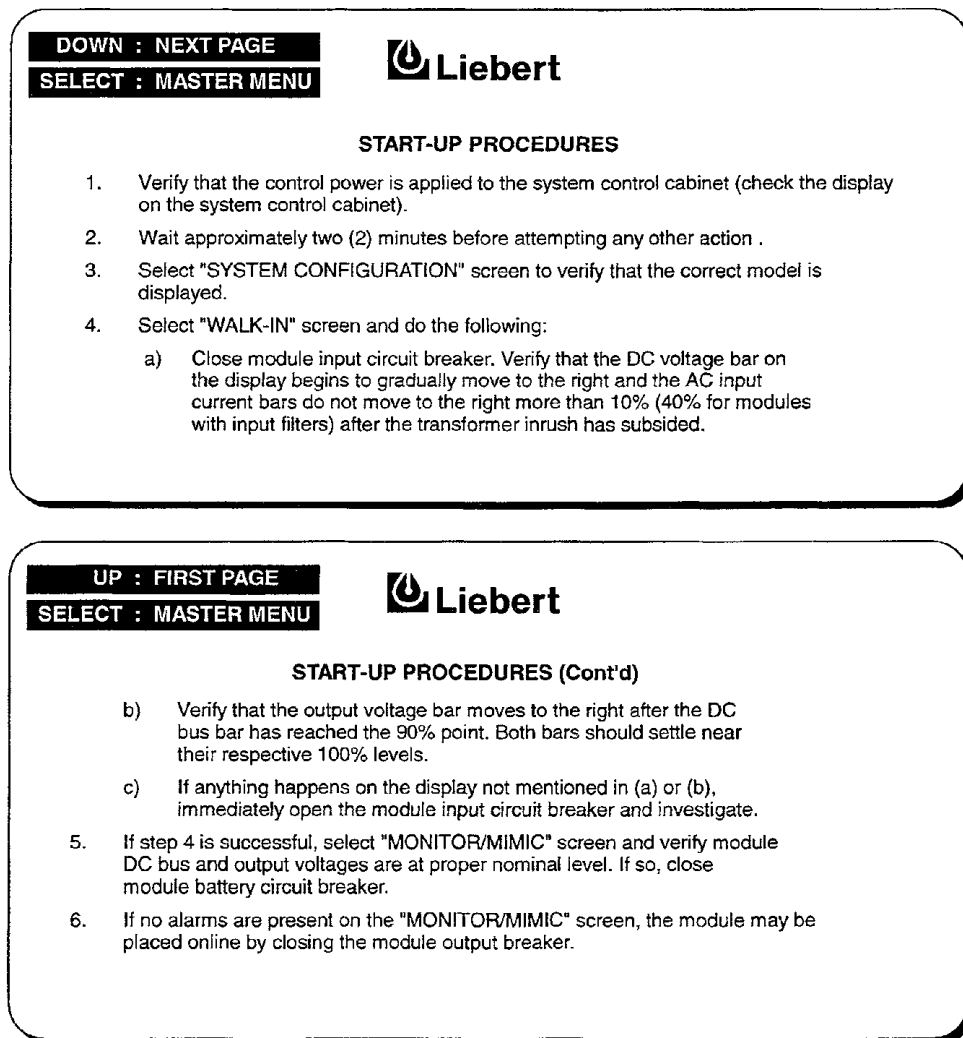 DOWN : NEXT PAGE
SELECT : MASTER MENU
Liebert
START-UP PROCEDURES
1. Verify that the control power is applied to the system control cabinet (check the display
on the system control cabinet).
2. Wait approximately two (2) minutes before attempting any other action .
3. Select "SYSTEM CONFIGURATION" screen to verify that the correct model is
displayed.
4. Select "WALK-IN" screen and do the following:
a) Close module input circuit breaker. Verify that the DC voltage bar on
the display begins to gradually move to the right and the AC input
current bars do not move to the right more than 10% (40% for modules
with input filters) after the transformer inrush has subsided.
UP : FIRST PAGE
SELECT : MASTER MENU
Liebert
START-UP PROCEDURES (Cont'd)
b) Verify that the output voltage bar moves to the right after the DC
bus bar has reached the 90% point. Both bars should settle near
their respective 100% levels.
c) If anything happens on the display not mentioned in (a) or (b),
immediately open the module input circuit breaker and investigate.
5. If step 4 is successful, select "MONITOR/MIMIC" screen and verify module
DC bus and output voltages are at proper nominal level. If so, close
module battery circuit breaker.
6. If no alarms are present on the "MONITOR/MIMIC" screen, the module may be
placed online by closing the module output breaker.